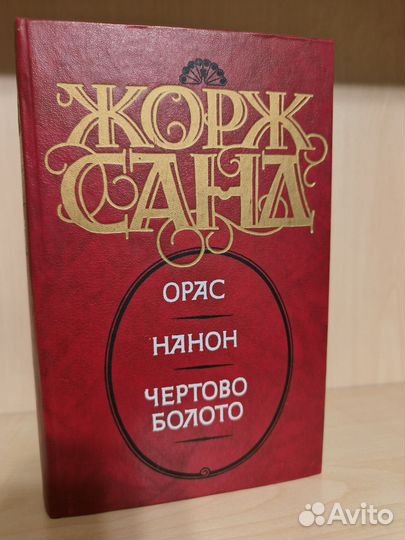 ЖОРЖ
САНД
ОРАС
НАНОН
ЧЕРТОВО
БОЛОТО
Avito